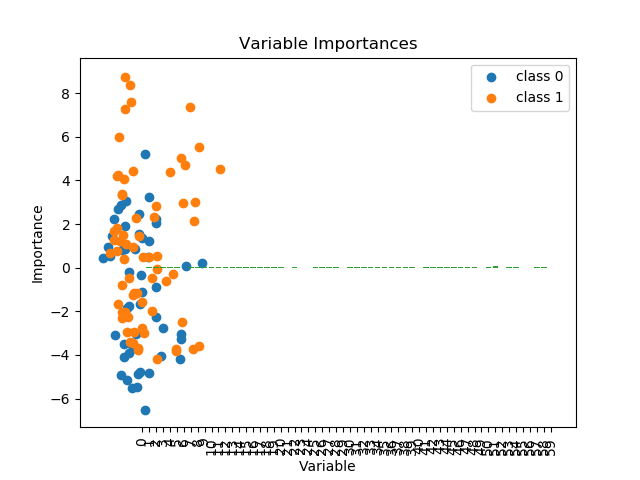 Variable Importances
class 0
class 1
Importance
8
6
4
2
0
−2
−4
−6
0 1 2 3 4 5 6 7 8 9 10 11 12 13 14 15 16 17 18 19 20 21 22 23 24 25 26 27 28 29 30 31 32 33 34 35 36 37 38 39 40 41 42 43 44 45 46 47 48 49 50 51 52 53 54 55 56 57 58 59
Variable